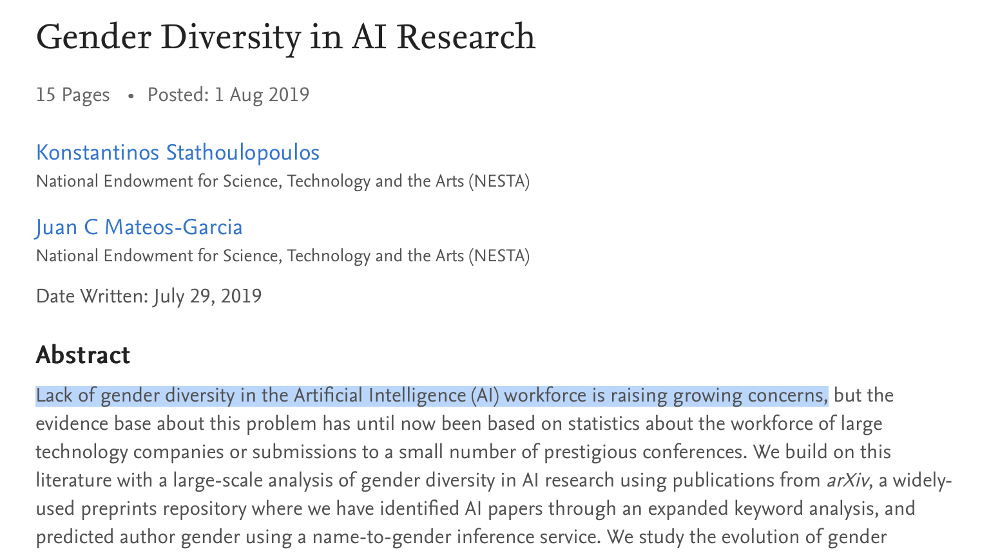 Gender Diversity in AI Research
15 Pages • Posted: 1 Aug 2019
Konstantinos Stathoulopoulos
National Endowment for Science, Technology and the Arts (NESTA)
Juan C Mateos-Garcia
National Endowment for Science, Technology and the Arts (NESTA)
Date Written: July 29, 2019
Abstract
Lack of gender diversity in the Artificial Intelligence (AI) workforce is raising growing concerns, but the
evidence base about this problem has until now been based on statistics about the workforce of large
technology companies or submissions to a small number of prestigious conferences. We build on this
literature with a large-scale analysis of gender diversity in AI research using publications from arXiv, a widely-
used preprints repository where we have identified AI papers through an expanded keyword analysis, and
predicted author gender using a name-to-gender inference service. We study the evolution of gender